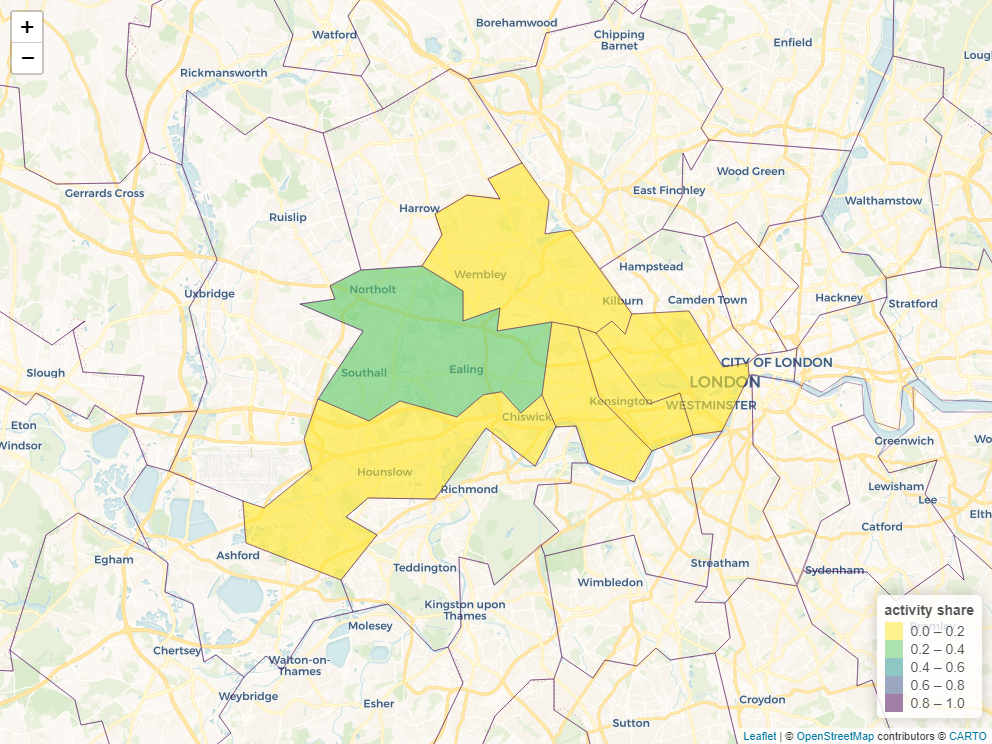 +
−
Watford
Borehamwood
Chipping
Barnet
Enfield
Lough
Rickmansworth
Gerrards Cross
Wood Green
East Finchley
Walthamstow
Harrow
Ruislip
Hampstead
Wembley
Northolt
Uxbridge
Kilburn
Camden Town
Hackney
Stratford
Slough
Southall
Ealing
CITY OF LONDON
LONDON
Kensington
WESTMINSTER
Chiswick
Eton
Windsor
Greenwich
Wo
Hounslow
Richmond
Lewisham
Lee
Elth
Catford
Egham
Ashford
Teddington
Streatham
Sydenham
Wimbledon
Kingston upon
Thames
Molesey
Chertsey
Walton-on-
Thames
Weybridge
Esher
Croydon
Sutton
activity share
0.0 – 0.2
0.2 – 0.4
0.4 – 0.6
0.6 – 0.8
0.8 – 1.0
Leaflet | © OpenStreetMap contributors © CARTO